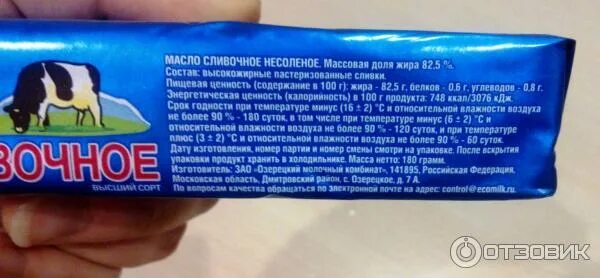 МАСЛО СЛИВОЧНОЕ НЕСОЛЕНОЕ. Массовая доля жира 82,5 %.
Состав: высокожирные пастеризованные сливки.
Пищевая ценность (содержание в 100 г): жира - 82,5 г, белков - 0,6 г, углеводов - 0,8 г.
Энергетическая ценность (калорийность) в 100 г продукта: 748 ккал/3076 кДж.
Срок годности при температуре минус (16 ± 2) °С и относительной влажности воздуха
не более 90 % - 180 суток, в том числе при температуре минус (6 ± 2) °С и
относительной влажности воздуха не более 90 % - 120 суток, и при температуре
плюс (3 ± 2) °С и относительной влажности воздуха не более 90 % - 60 суток.
Дату изготовления, номер партии и номер смены смотри на упаковке. После вскрытия
упаковки продукт хранить в холодильнике. Масса нетто: 180 грамм.
Изготовитель: ЗАО «Озерецкий молочный комбинат», 141895, Российская Федерация,
Московская область, Дмитровский район, с. Озерецкое, д. 7 А.
По вопросам качества обращаться по электронной почте на адрес: control@ecomilk.ru.
ВОЧНОЕ
ВЫСШИЙ СОРТ
ОТЗОВИК